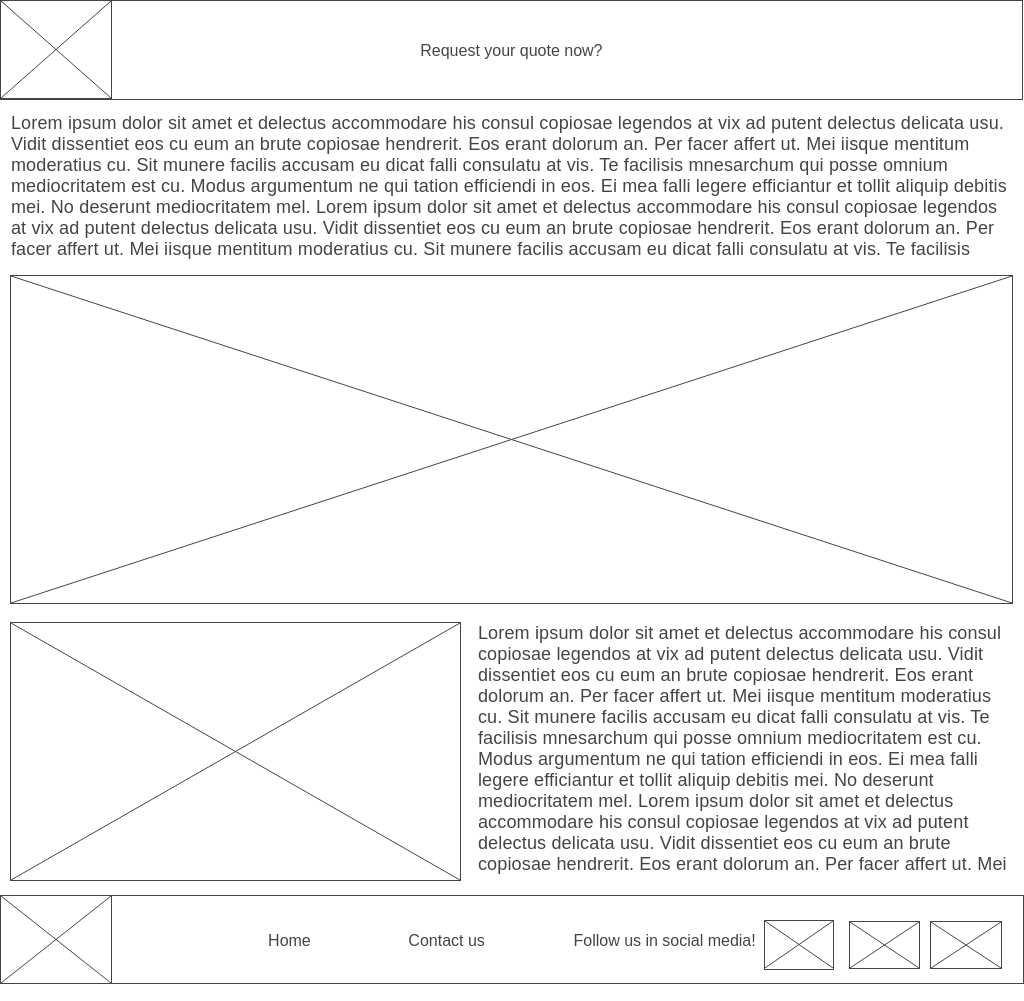 Request your quote now?
Lorem ipsum dolor sit amet et delectus accommodare his consul copiosae legendos at vix ad putent delectus delicata usu.
Vidit dissentiet eos cu eum an brute copiosae hendrerit. Eos erant dolorum an. Per facer affert ut. Mei iisque mentitum
moderatius cu. Sit munere facilis accusam eu dicat falli consulatu at vis. Te facilisis mnesarchum qui posse omnium
mediocritatem est cu. Modus argumentum ne qui tation efficiendi in eos. Ei mea falli legere efficiantur et tollit aliquip debitis
mei. No deserunt mediocritatem mel. Lorem ipsum dolor sit amet et delectus accommodare his consul copiosae legendos
at vix ad putent delectus delicata usu. Vidit dissentiet eos cu eum an brute copiosae hendrerit. Eos erant dolorum an. Per
facer affert ut. Mei iisque mentitum moderatius cu. Sit munere facilis accusam eu dicat falli consulatu at vis. Te facilisis
Lorem ipsum dolor sit amet et delectus accommodare his consul
copiosae legendos at vix ad putent delectus delicata usu. Vidit
dissentiet eos cu eum an brute copiosae hendrerit. Eos erant
dolorum an. Per facer affert ut. Mei iisque mentitum moderatius
cu. Sit munere facilis accusam eu dicat falli consulatu at vis. Te
facilisis mnesarchum qui posse omnium mediocritatem est cu.
Modus argumentum ne qui tation efficiendi in eos. Ei mea falli
legere efficiantur et tollit aliquip debitis mei. No deserunt
mediocritatem mel. Lorem ipsum dolor sit amet et delectus
accommodare his consul copiosae legendos at vix ad putent
delectus delicata usu. Vidit dissentiet eos cu eum an brute
copiosae hendrerit. Eos erant dolorum an. Per facer affert ut. Mei
Home Contact us Follow us in social media!